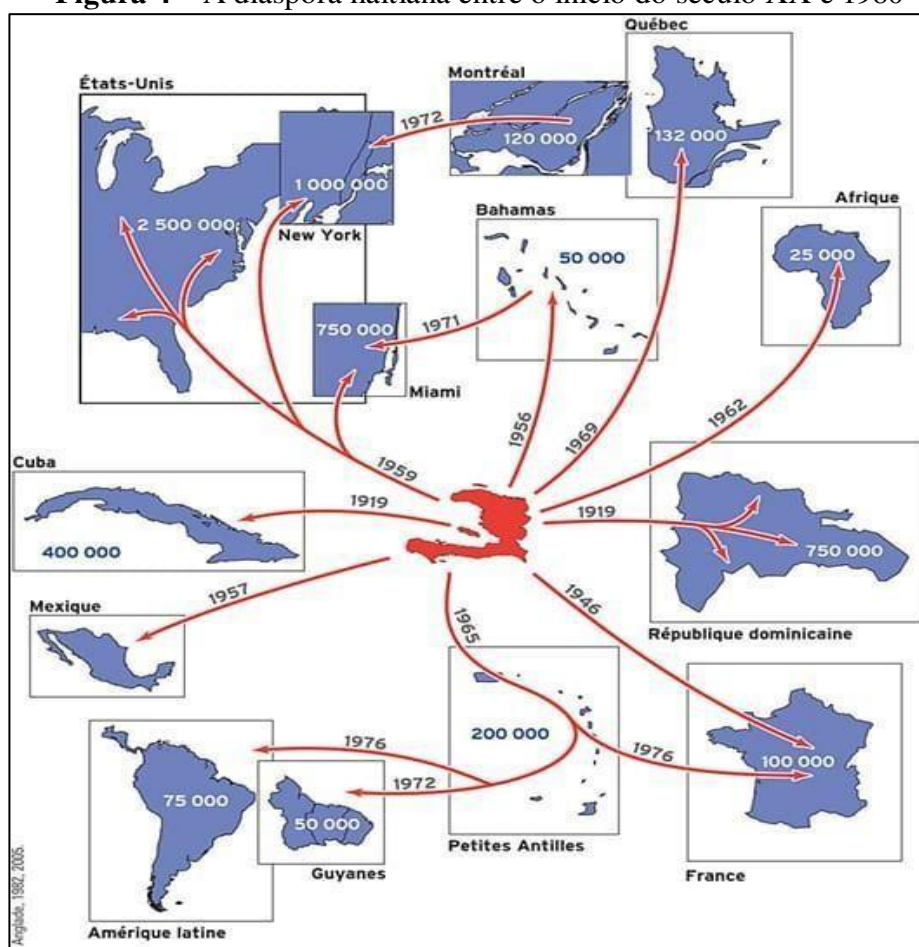 Figura 4 – A diáspora haitiana entre o início do século XX e
Québec
États-Unis
Montréal
1972
120 000
132 000
1 000 000
2 500 000
New York
Bahamas
50 000
Afrique
25 000
750 000
1971
Miami
1956
1969
1962
1959
Cuba
400 000
1919
1919
750 000
République dominicaine
1957
Mexique
1965
1946
200 000
1976
1976
1972
100 000
75 000
50 000
Guyanes
Petites Antilles
France
Amérique latine
Anglade, 1982, 2005.